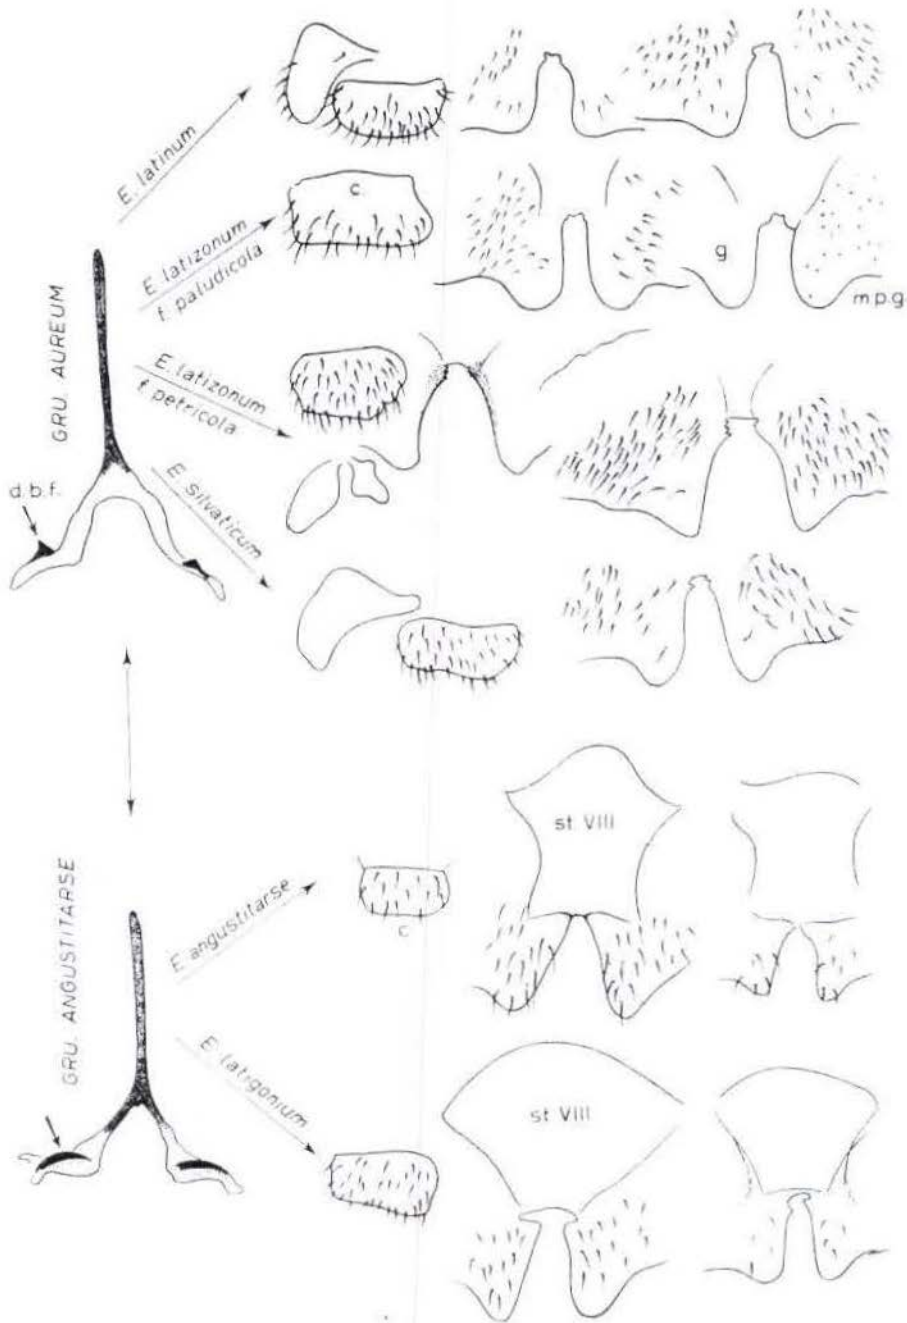 E. latinum
c.
E. latizonum
f. paludicola
g
m.p.g.
GRU. AUREUM
E. latizonum
f. petricola
d.b.f.
E. silvaticum
st VIII
E. angustitarse
c
GRU. ANGUSTITARSE
E. latigonium
st VIII